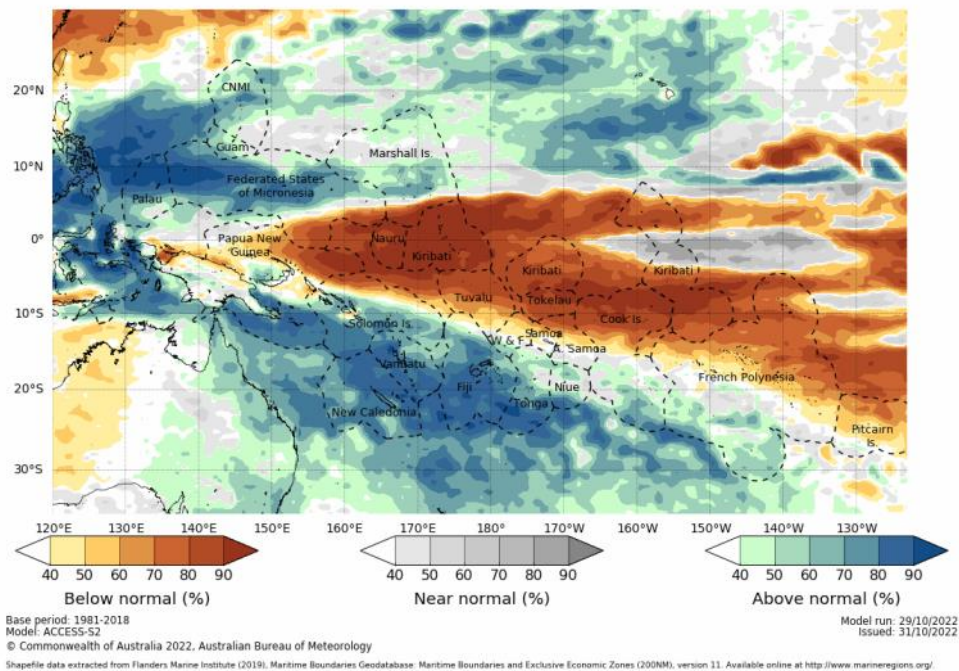 CNMI
20°N
Guam
Marshall Is.
10°N
Federated States
of Micronesia
Palau
0°
Papua New
Guinea
Nauru
Kiribati
Kiribati
Kiribati
Tuvalu
Tokelau
10°S
Solomon Is.
Cook Is.
W & F
Samoa
A. Samoa
Vanuatu
20°S
Fiji
Niue
French Polynesia
New Caledonia
Tonga
Pitcairn
Is.
30°S
120°E 130°E 140°E 150°E 160°E 170°E 180° 170°W 160°W 150°W 140°W 130°W
40 50 60 70 80 90 40 50 60 70 80 90 40 50 60 70 80 90
Below normal (%) Near normal (%) Above normal (%)
Base period: 1981-2018 Model run: 29/10/2022
Model: ACCESS-S2 Issued: 31/10/2022
© Commonwealth of Australia 2022, Australian Bureau of Meteorology
Shapefile data extracted from Flanders Marine Institute (2019), Maritime Boundaries Geodatabase: Maritime Boundaries and Exclusive Economic Zones (200NM), version 11. Available online at http://www.marineregions.org/